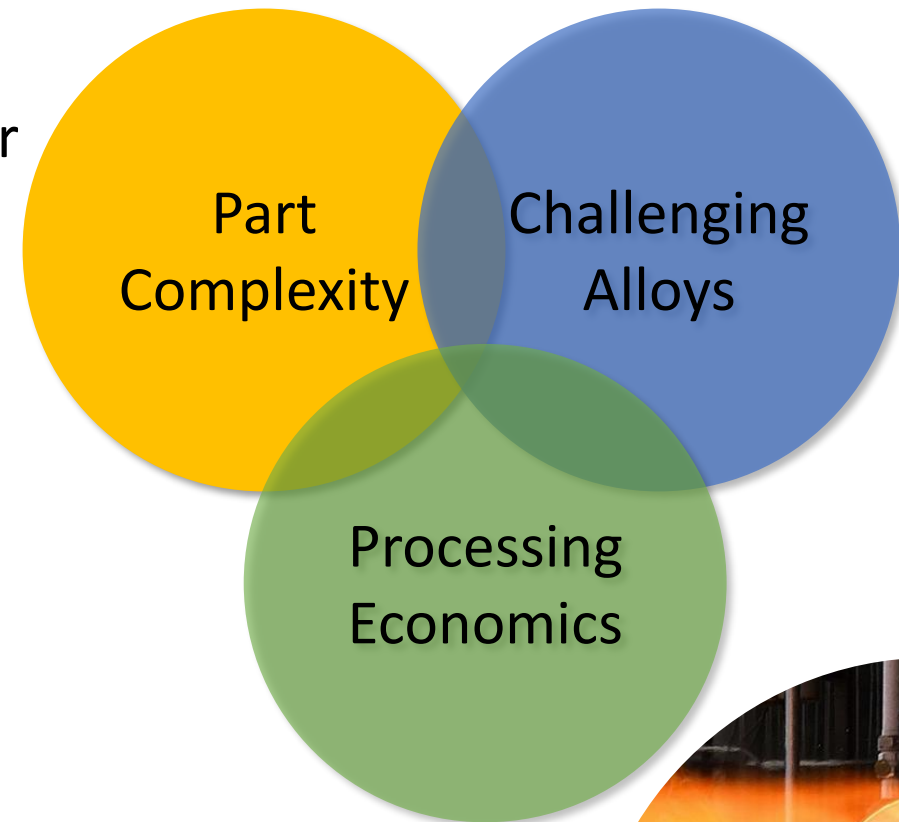 r
Part
Complexity
Challenging
Alloys
Processing
Economics